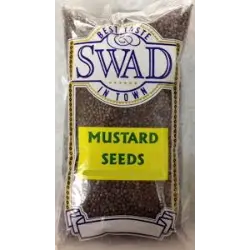 BEST TASTE
SWAD
IN TOWN
MUSTARD
SEEDS